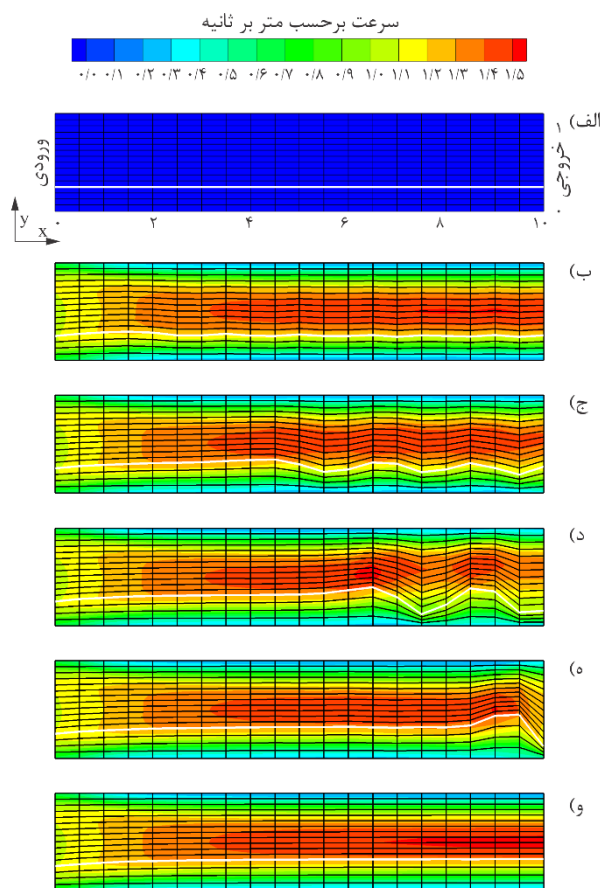 سرعت برحسب متر بر ثانیه
۰/۰ ۰/۱ ۰/۲ ۰/۳ ۰/۴ ۰/۵ ۰/۶ ۰/۷ ۰/۸ ۰/۹ ۱/۰ ۱/۱ ۱/۲ ۱/۳ ۱/۴ ۱/۵
الف)
ورودی
خروجی
۱
۰
y
x
۰ ۲ ۴ ۶ ۸ ۱۰
ب)
ج)
د)
ه)
و)